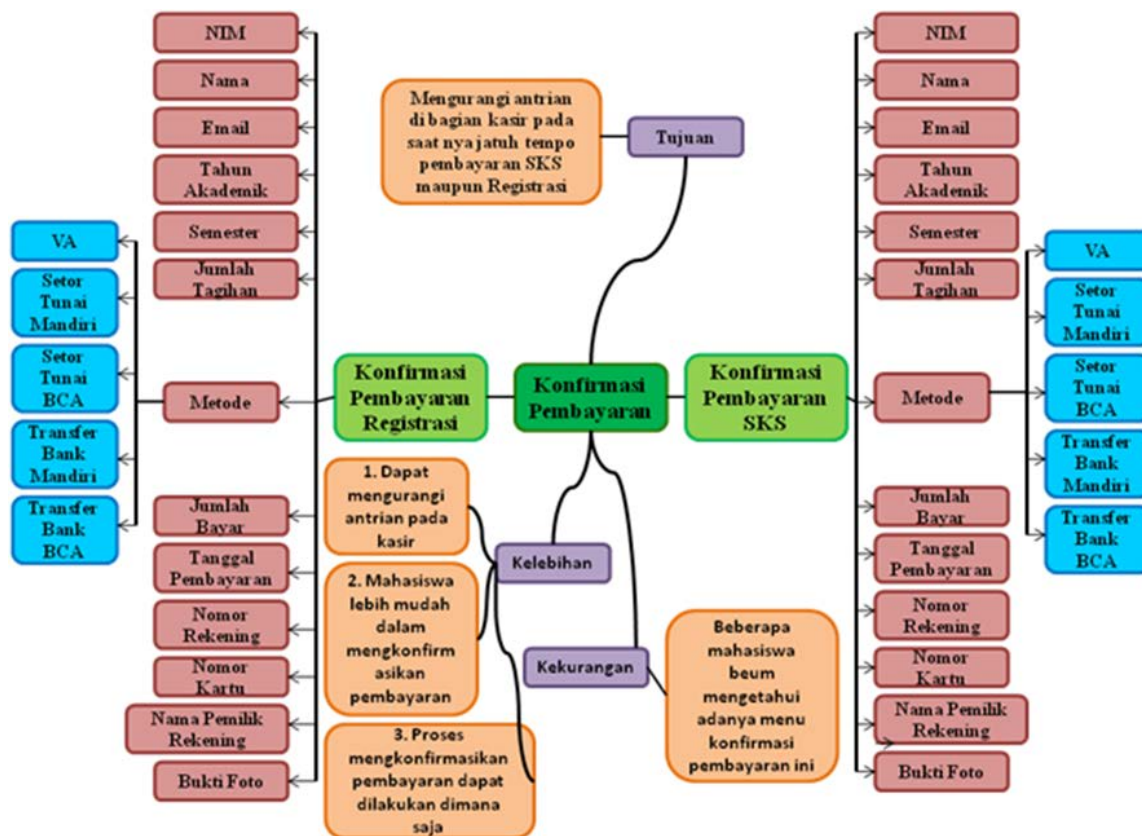 NIM
Nama
Email
Tahun
Akademik
Semester
Jumlah
Tagihan
Metode
Jumlah
Bayar
Tanggal
Pembayaran
Nomor
Rekening
Nomor
Kartu
Nama Pemilik
Rekening
Bukti Foto
VA
Setor
Tunai
Mandiri
Setor
Tunai
BCA
Transfer
Bank
Mandiri
Transfer
Bank
BCA
Konfirmasi
Pembayaran
Registrasi
Mengurangi antrian
di bagian kasir pada
saat nya jatuh tempo
pembayaran SKS
maupun Registrasi
Tujuan
Konfirmasi
Pembayaran
Konfirmasi
Pembayaran
SKS
1. Dapat
mengurangi
antrian pada
kasir
2. Mahasiswa
lebih mudah
dalam
mengkonfirm
asikan
pembayaran
3. Proses
mengkonfirmasikan
pembayaran dapat
dilakukan dimana
saja
Kelebihan
Kekurangan
Beberapa
mahasiswa
beum
mengetahui
adanya menu
konfirmasi
pembayaran ini
NIM
Nama
Email
Tahun
Akademik
Semester
Jumlah
Tagihan
Metode
Jumlah
Bayar
Tanggal
Pembayaran
Nomor
Rekening
Nomor
Kartu
Nama Pemilik
Rekening
Bukti Foto
VA
Setor
Tunai
Mandiri
Setor
Tunai
BCA
Transfer
Bank
Mandiri
Transfer
Bank
BCA